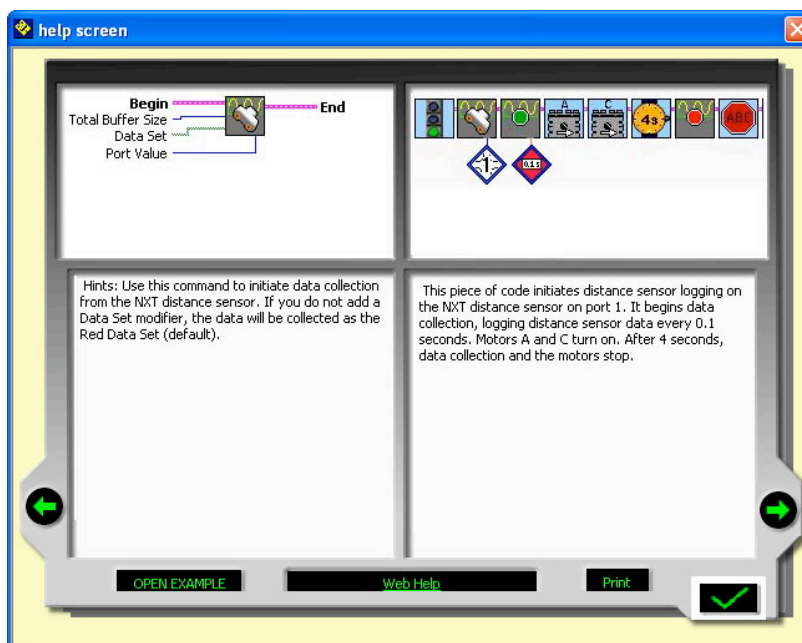 help screen
Begin
End
Total Buffer Size
Data Set
Port Value
A
C
4s
ABC
1
0.1 s
Hints: Use this command to initiate data collection
from the NXT distance sensor. If you do not add a
Data Set modifier, the data will be collected as the
Red Data Set (default).
This piece of code initiates distance sensor logging on
the NXT distance sensor on port 1. It begins data
collection, logging distance sensor data every 0.1
seconds. Motors A and C turn on. After 4 seconds,
data collection and the motors stop.
OPEN EXAMPLE
Web Help
Print